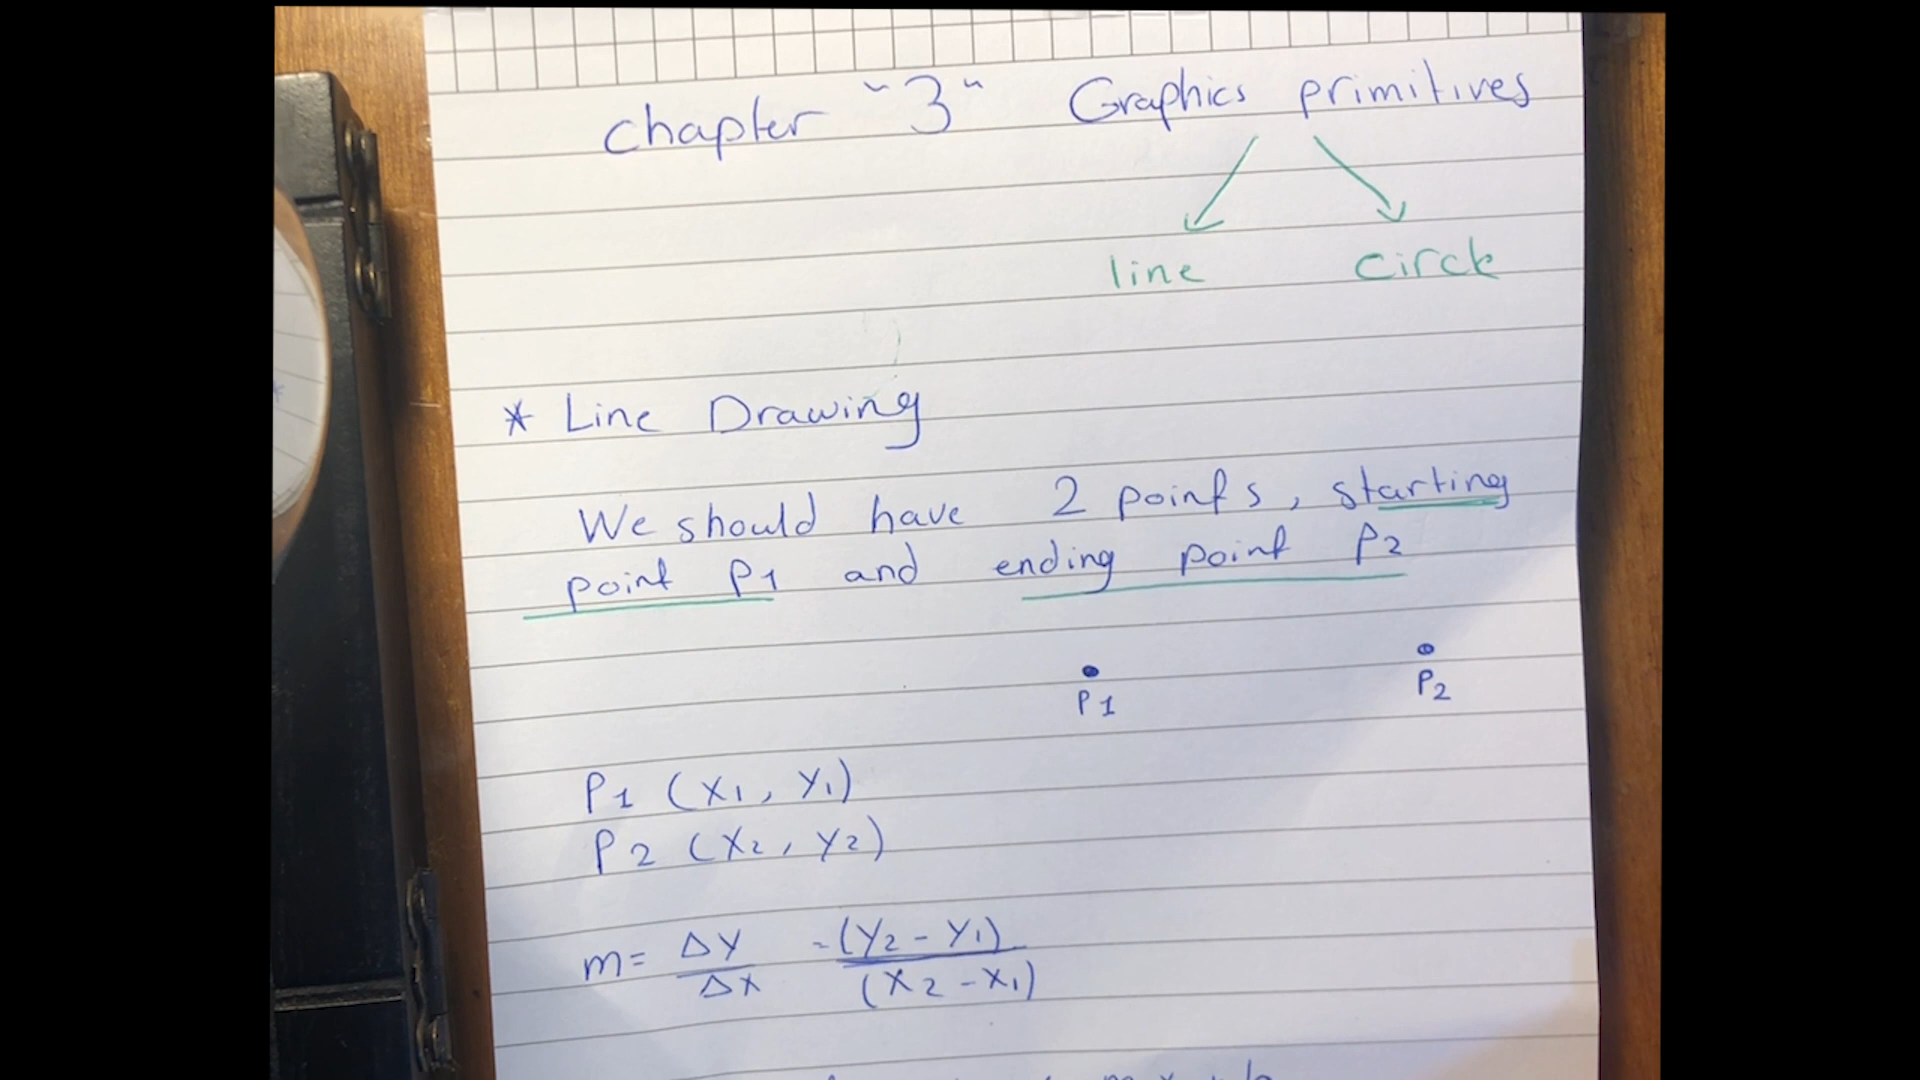 chapter "3" Graphics primitives
line circle
* Line Drawing
We should have 2 points, starting
point P1 and ending point P2
P1 P2
P1 (X1, Y1)
P2 (X2, Y2)
m = ΔY / ΔX = (Y2 - Y1) / (X2 - X1)